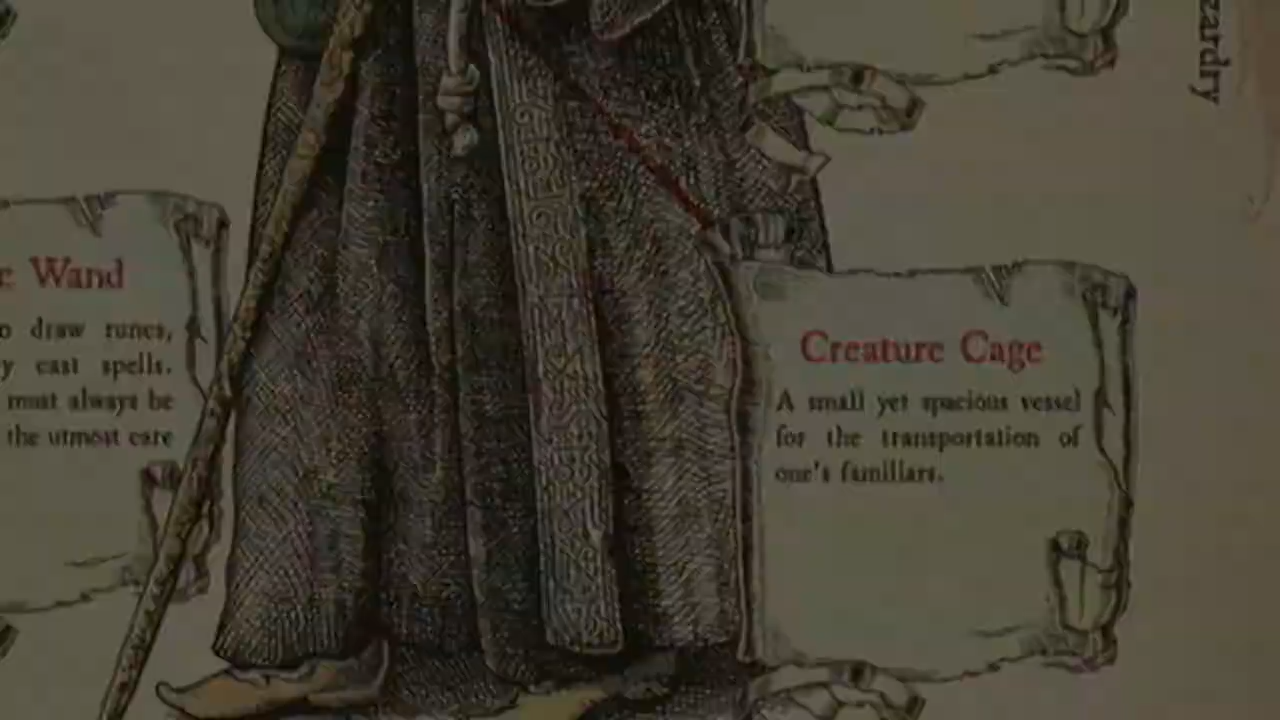 Wand
draw runes,
cast spells.
must always be
the utmost care
Creature Cage
A small yet spacious vessel
for the transportation of
one's familiars.